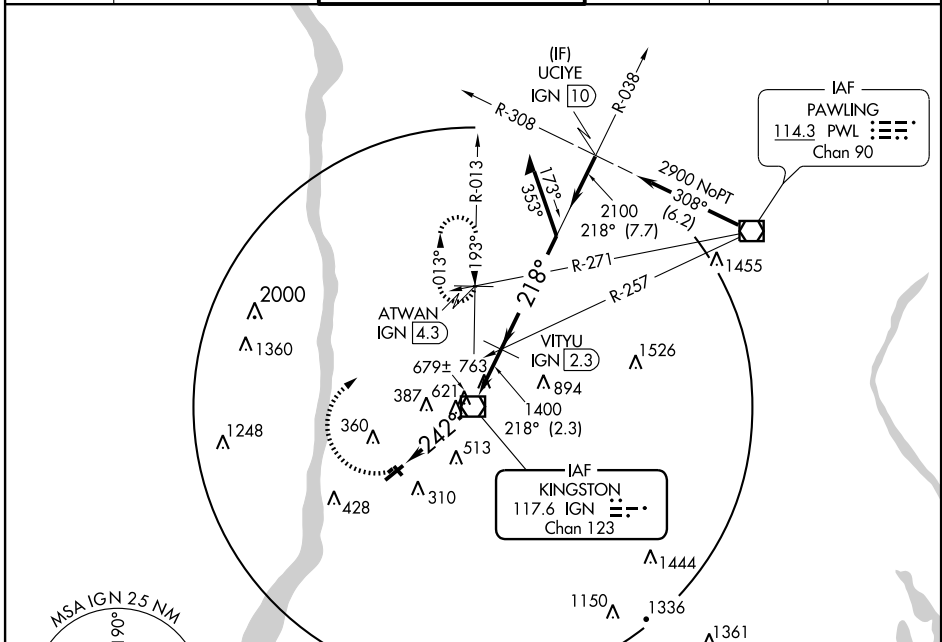 (IF)
UCIYE
IGN 10
R-038
R-308
IAF
PAWLING
114.3 PWL
Chan 90
2900 NoPT
308°
(6.2)
R-013
173°
353°
2100
218° (7.7)
013°
193°
218°
R-271
1455
R-257
2000
ATWAN
IGN 4.3
VITYU
IGN 2.3
1360
1526
679± 763
894
387
621
1400
218° (2.3)
360
242°
1248
513
IAF
KINGSTON
117.6 IGN
Chan 123
310
428
1444
MSA IGN 25 NM
190°
1150
1336
1361